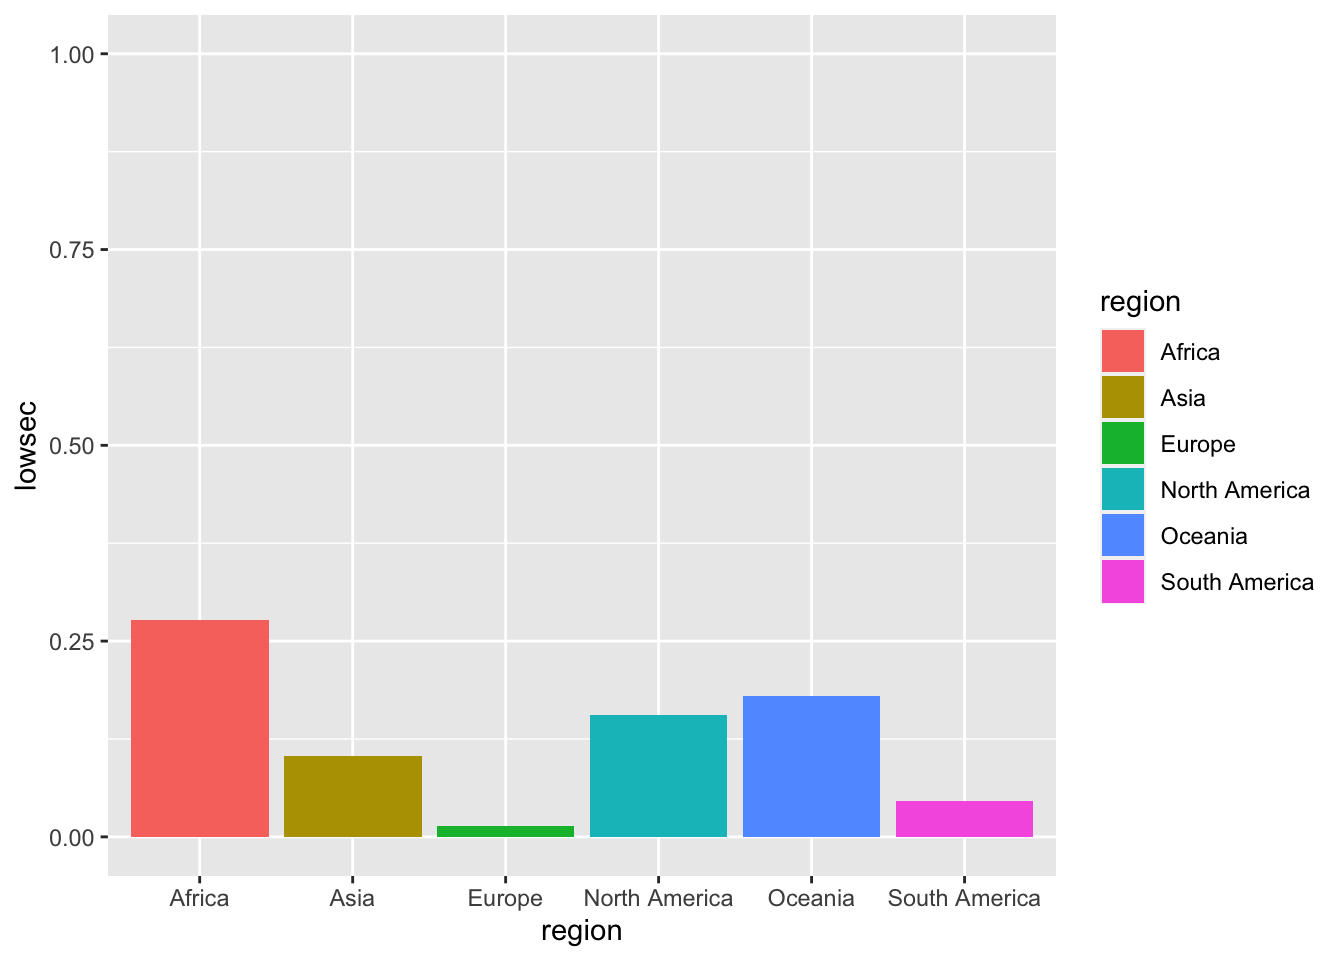 1.00
0.75
0.50
0.25
0.00
lowsec
Africa
Asia
Europe
North America
Oceania
South America
region
region
Africa
Asia
Europe
North America
Oceania
South America